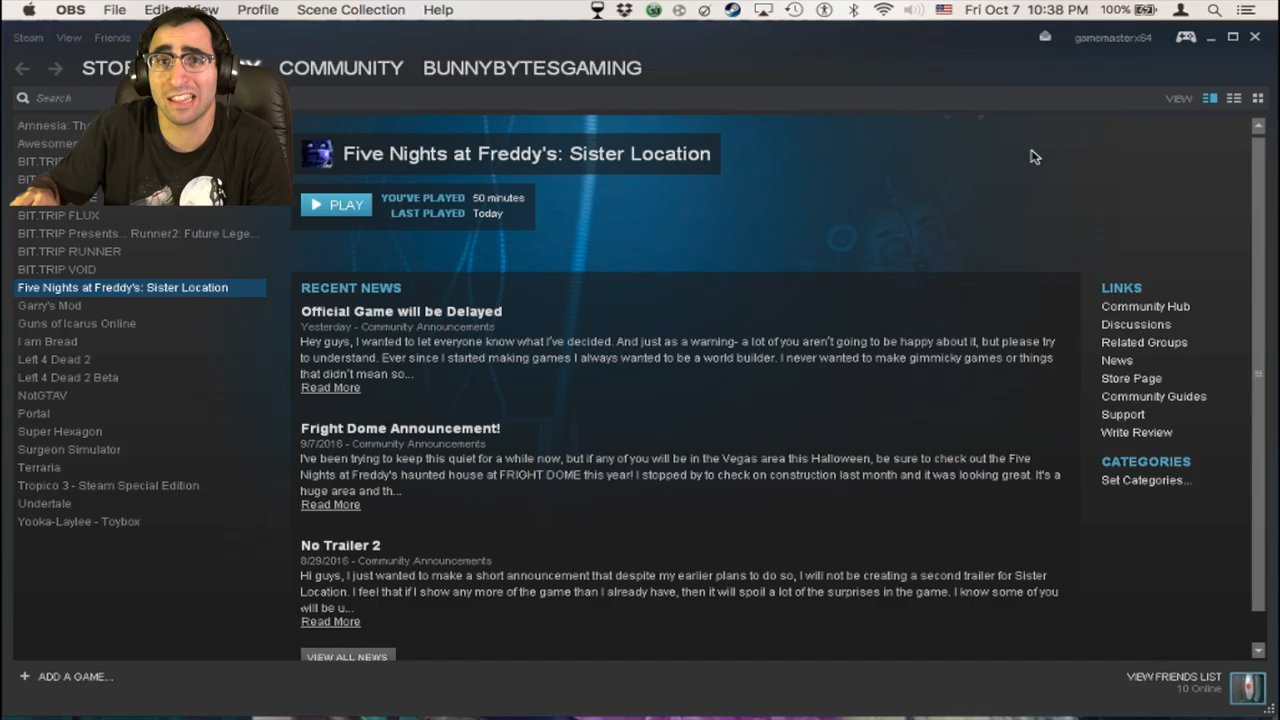 OBS File Edit View Profile Scene Collection Help Fri Oct 7 10:38 PM 100%
Steam View Friends gamemasterx64
COMMUNITY BUNNYBYTESGAMING
Search VIEW
Amnesia:
Awesomen
BIT.TRI
BIT.TRIP FLUX
BIT.TRIP Presents... Runner2: Future Lege...
BIT.TRIP RUNNER
BIT.TRIP VOID
Five Nights at Freddy's: Sister Location
Garry's Mod
Guns of Icarus Online
I am Bread
Left 4 Dead 2
Left 4 Dead 2 Beta
NotGTAV
Portal
Super Hexagon
Surgeon Simulator
Terraria
Tropico 3 - Steam Special Edition
Undertale
Yooka-Laylee - Toybox
Five Nights at Freddy's: Sister Location
PLAY
YOU'VE PLAYED 50 minutes
LAST PLAYED Today
RECENT NEWS
Official Game will be Delayed
Yesterday - Community Announcements
Hey guys, I wanted to let everyone know what I've decided. And just as a warning- a lot of you aren't going to be happy about it, but please try
to understand. Ever since I started making games I always wanted to be a world builder. I never wanted to make gimmicky games or things
that didn't mean so...
Read More
Fright Dome Announcement!
9/7/2016 - Community Announcements
I've been trying to keep this quiet for a while now, but if any of you will be in the Vegas area this Halloween, be sure to check out the Five
Nights at Freddy's haunted house at FRIGHT DOME this year! I stopped by to check on construction last month and it was looking great. It's a
huge area and th...
Read More
No Trailer 2
8/29/2016 - Community Announcements
Hi guys, I just wanted to make a short announcement that despite my earlier plans to do so, I will not be creating a second trailer for Sister
Location. I feel that if I show any more of the game than I already have, then it will spoil a lot of the surprises in the game. I know some of you
will be u...
Read More
VIEW ALL NEWS
LINKS
Community Hub
Discussions
Related Groups
News
Store Page
Community Guides
Support
Write Review
CATEGORIES
Set Categories...
+ ADD A GAME...
VIEW FRIENDS LIST
10 Online